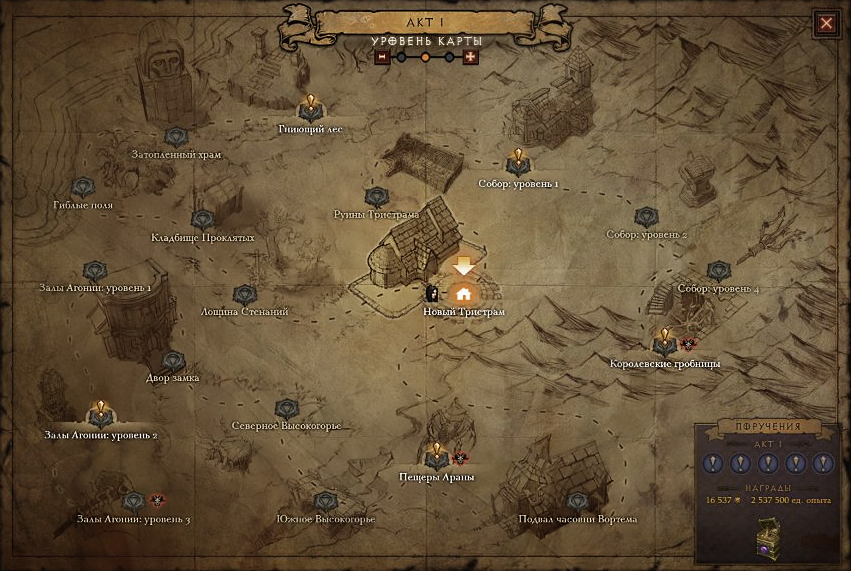 АКТ I
УРОВЕНЬ КАРТЫ
Гниющий лес
Затопленный храм
Собор: уровень 1
Гиблые поля
Руины Тристрама
Кладбище Проклятых
Собор: уровень 2
Залы Агонии: уровень 1
Собор: уровень 4
Лощина Стенаний
Новый Тристрам
Королевские гробницы
Двор замка
Северное Высокогорье
Залы Агонии: уровень 2
ПОРУЧЕНИЯ
АКТ I
Пещеры Араны
НАГРАДЫ
16 537 2 537 500 ед. опыта
Залы Агонии: уровень 3
Южное Высокогорье
Подвал часовни Вортема